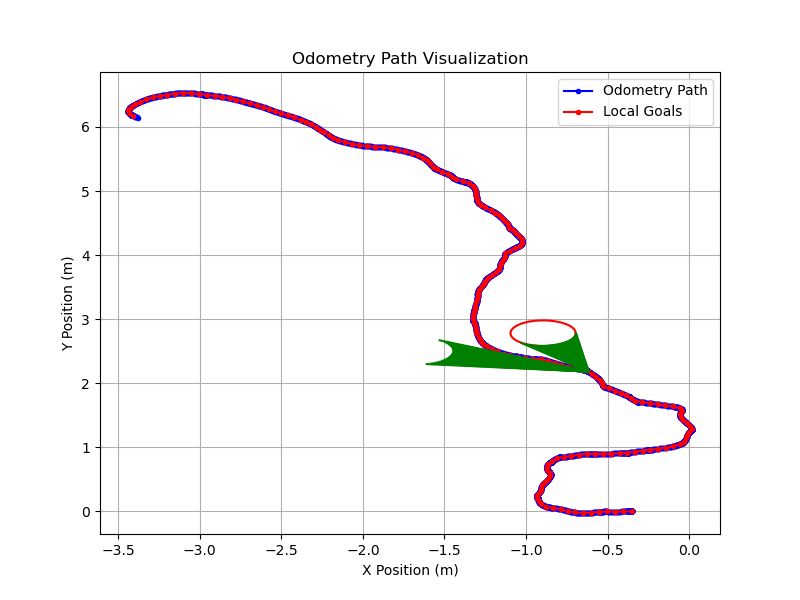 Odometry Path Visualization
Odometry Path
Local Goals
Y Position (m)
6
5
4
3
2
1
0
−3.5 −3.0 −2.5 −2.0 −1.5 −1.0 −0.5 0.0
X Position (m)